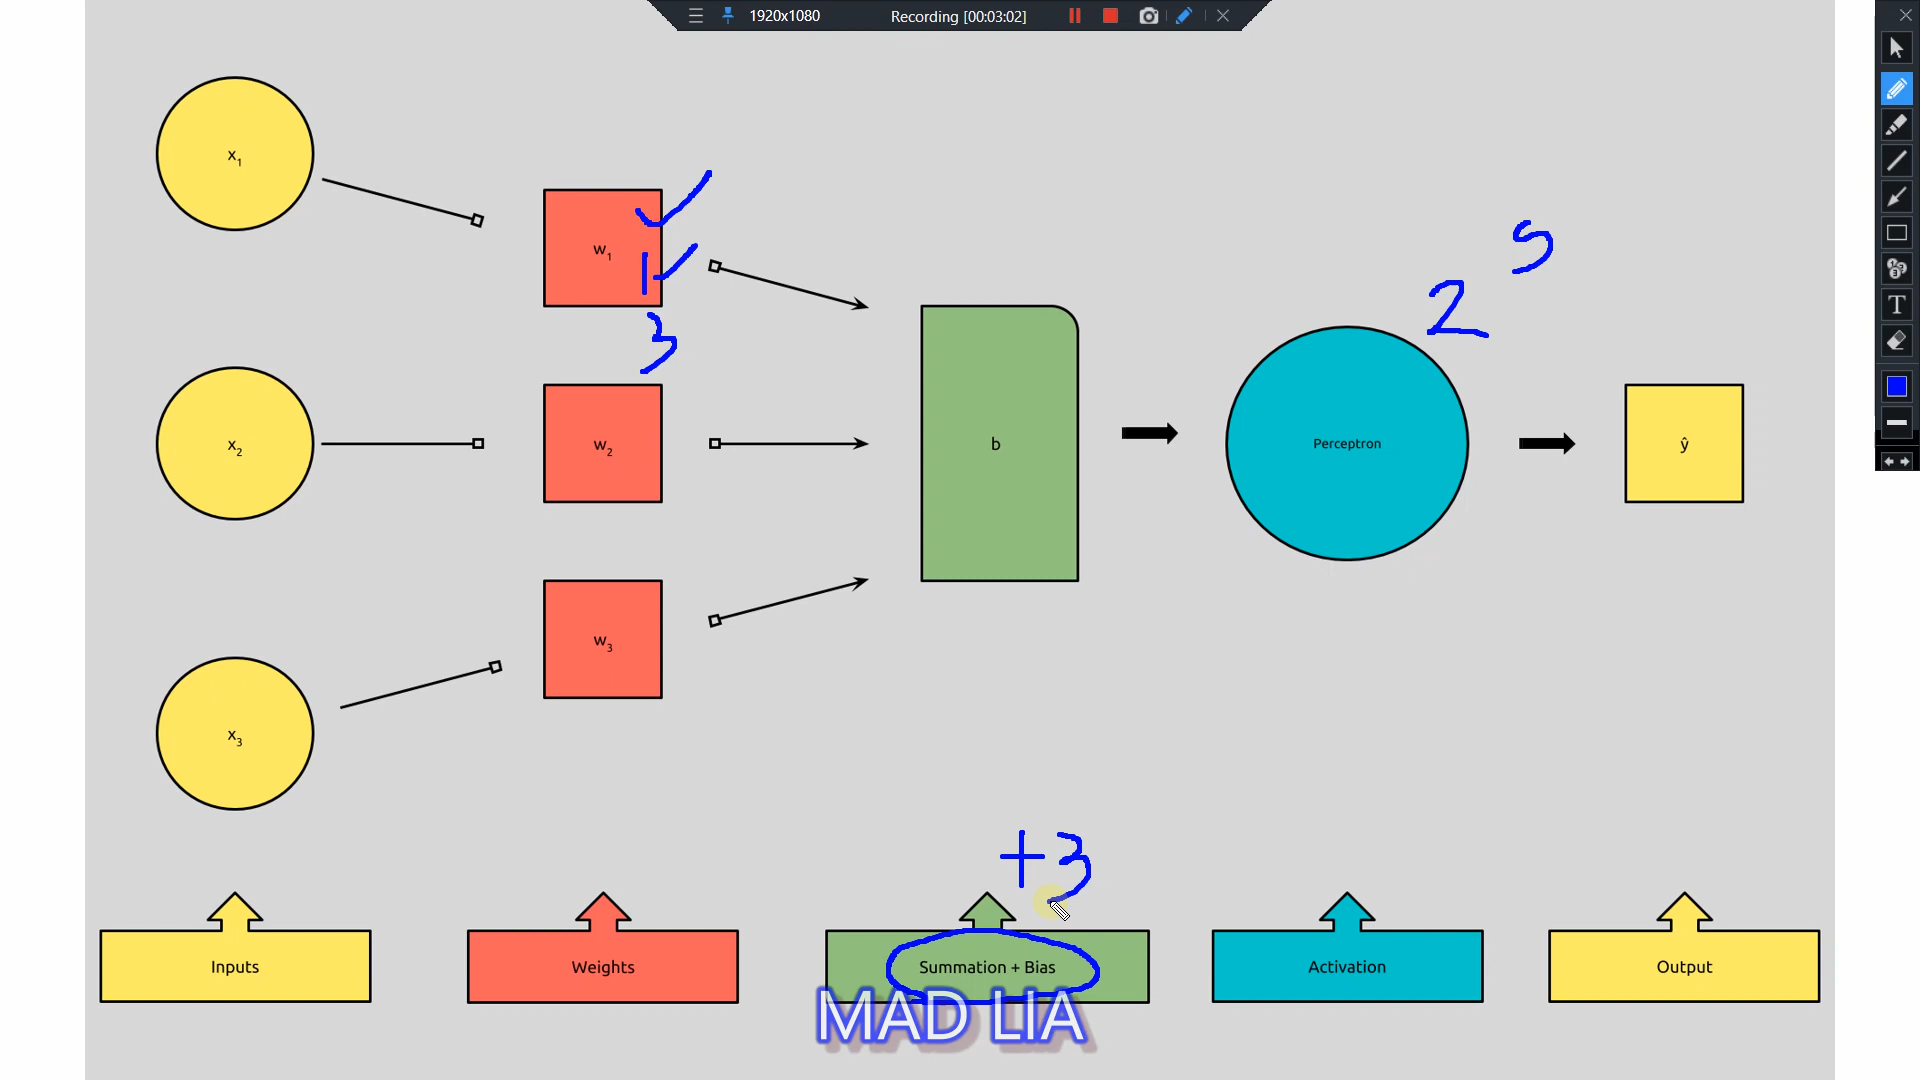 1920x1080 Recording [00:03:02]
x1
w1
1
3
5
2
x2
w2
b
Perceptron
ŷ
w3
x3
+3
Inputs
Weights
Summation + Bias
Activation
Output
MAD LIA
T